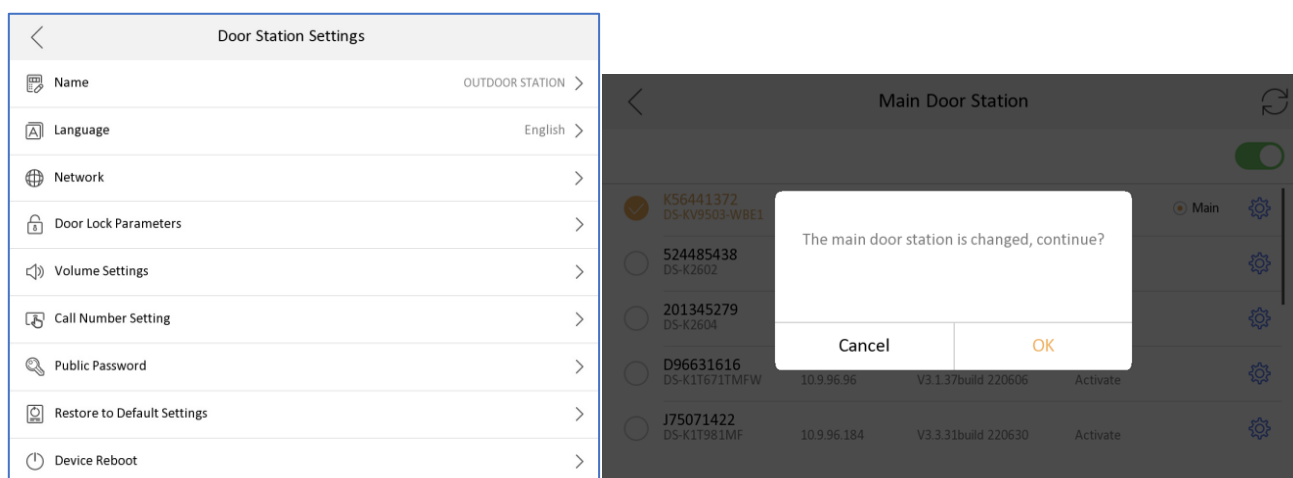 Door Station Settings
Name OUTDOOR STATION
Language English
Network
Door Lock Parameters
Volume Settings
Call Number Setting
Public Password
Restore to Default Settings
Device Reboot
Main Door Station
K56441372
DS-KV9503-WBE1
Main
524485438
DS-K2602
201345279
DS-K2604
D96631616
DS-K1T671TMFW 10.9.96.96 V3.1.37build 220606 Activate
J75071422
DS-K1T981MF 10.9.96.184 V3.3.31build 220630 Activate
The main door station is changed, continue?
Cancel OK